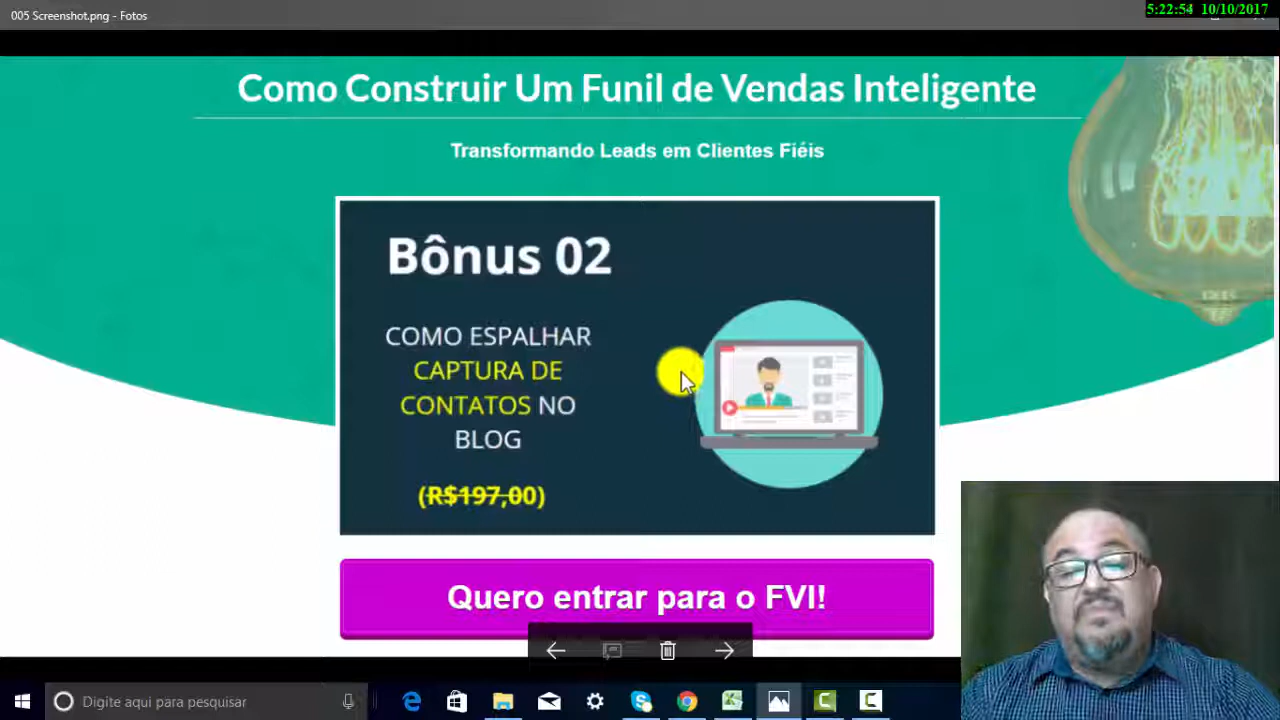 005 Screenshot.png - Fotos
5:22:54 10/10/2017
Como Construir Um Funil de Vendas Inteligente
Transformando Leads em Clientes Fiéis
Bônus 02
COMO ESPALHAR
CAPTURA DE
CONTATOS NO
BLOG
(R$197,00)
Quero entrar para o FVI!
Digite aqui para pesquisar